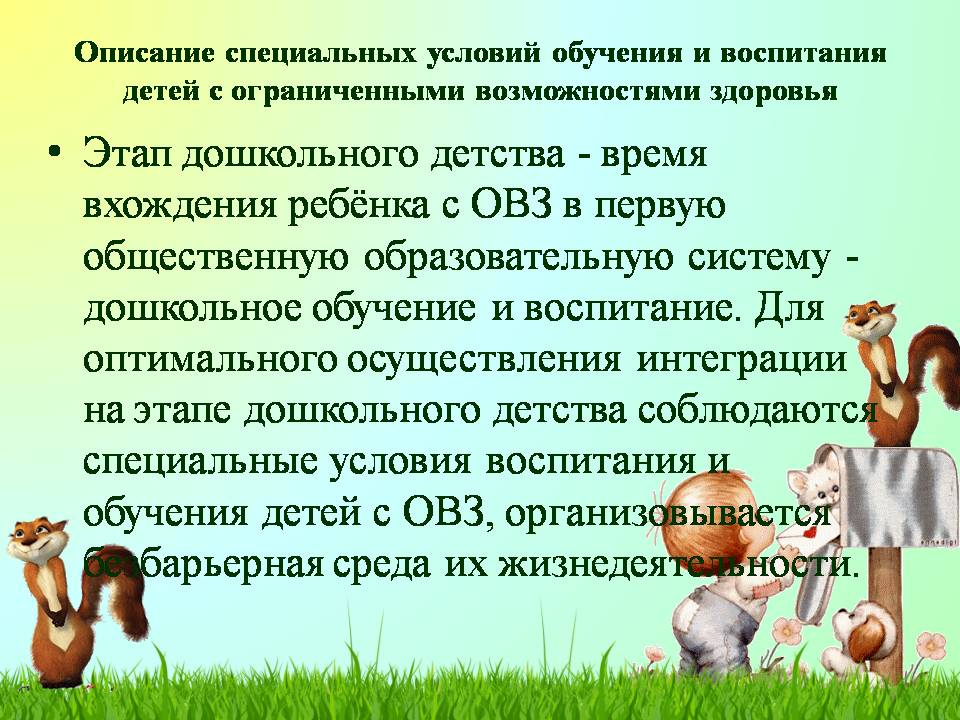 Описание специальных условий обучения и воспитания
детей с ограниченными возможностями здоровья
• Этап дошкольного детства - время
вхождения ребёнка с ОВЗ в первую
общественную образовательную систему -
дошкольное обучение и воспитание. Для
оптимального осуществления интеграции
на этапе дошкольного детства соблюдаются
специальные условия воспитания и
обучения детей с ОВЗ, организовывается
безбарьерная среда их жизнедеятельности.